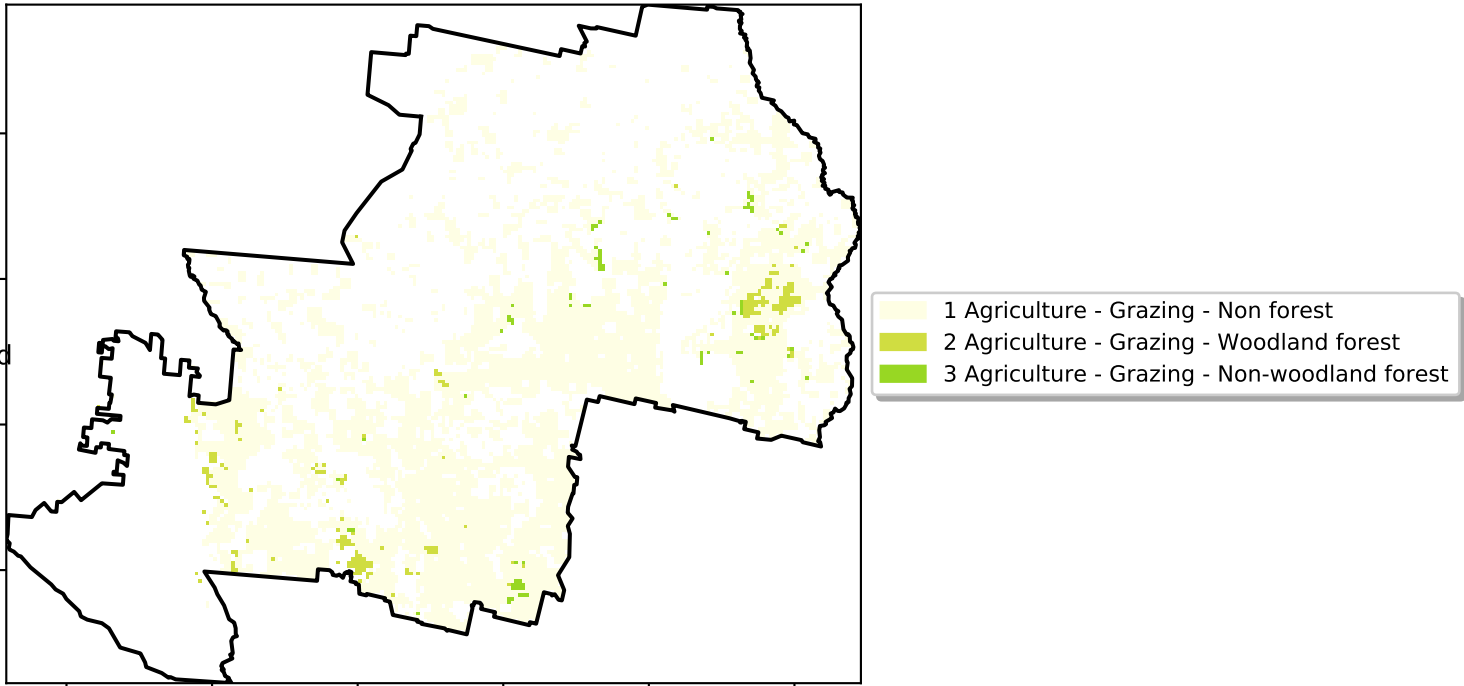 1 Agriculture - Grazing - Non forest
2 Agriculture - Grazing - Woodland forest
3 Agriculture - Grazing - Non-woodland forest